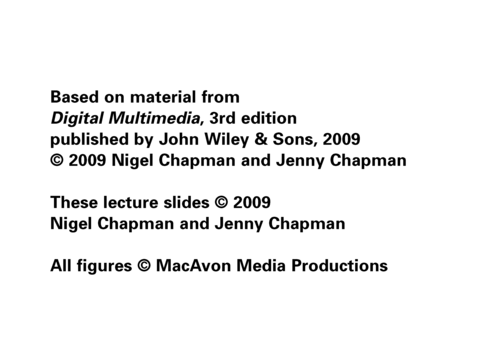 Based on material from
Digital Multimedia, 3rd edition
published by John Wiley & Sons, 2009
© 2009 Nigel Chapman and Jenny Chapman
These lecture slides © 2009
Nigel Chapman and Jenny Chapman
All figures © MacAvon Media Productions